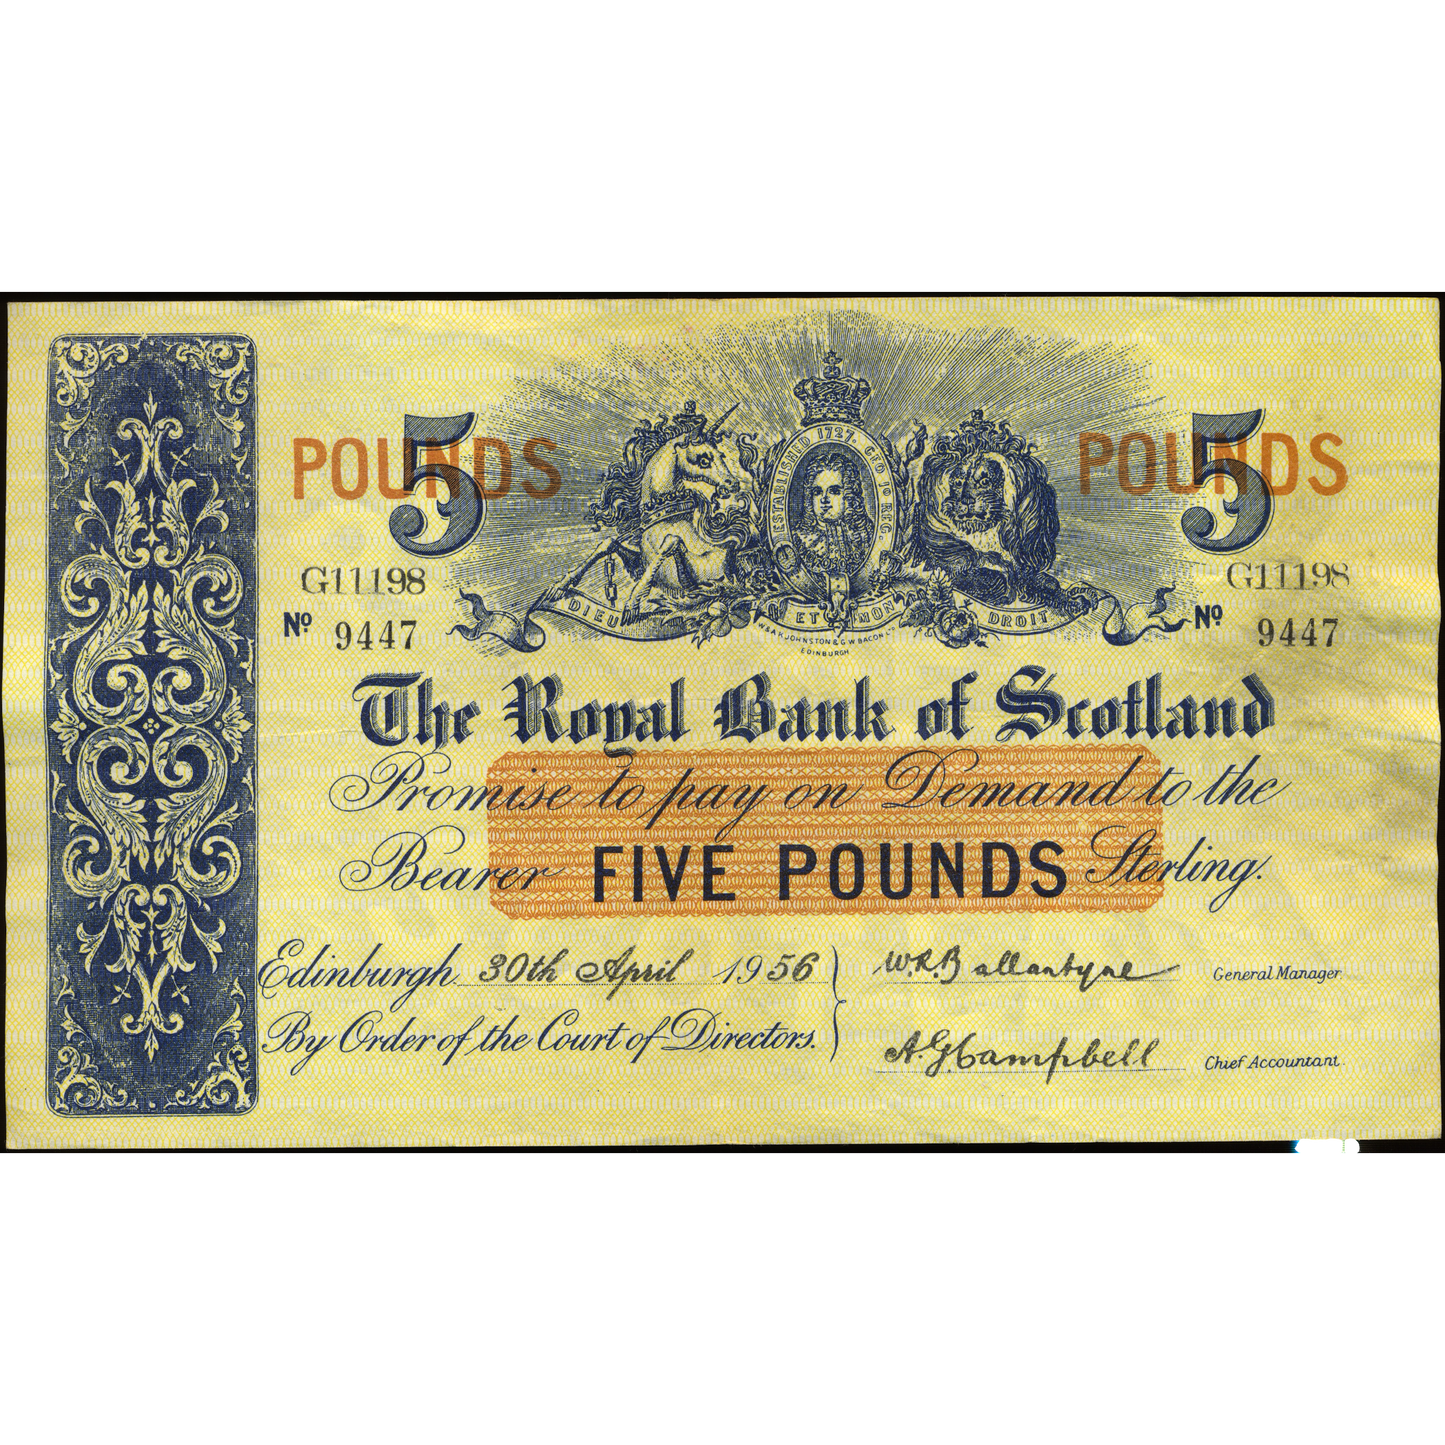 5 POUNDS
5 POUNDS
ESTABLISHED 1727. GEO 1o REG.
G11198
G11198
Nº 9447
Nº 9447
DIEU ET MON DROIT
W & A K JOHNSTON & G W BACON LTD
EDINBURGH
The Royal Bank of Scotland
Promise to pay on Demand to the
Bearer FIVE POUNDS Sterling.
Edinburgh 30th April 1956
By Order of the Court of Directors.
W.R. Ballantyne General Manager.
A.G. Campbell Chief Accountant.